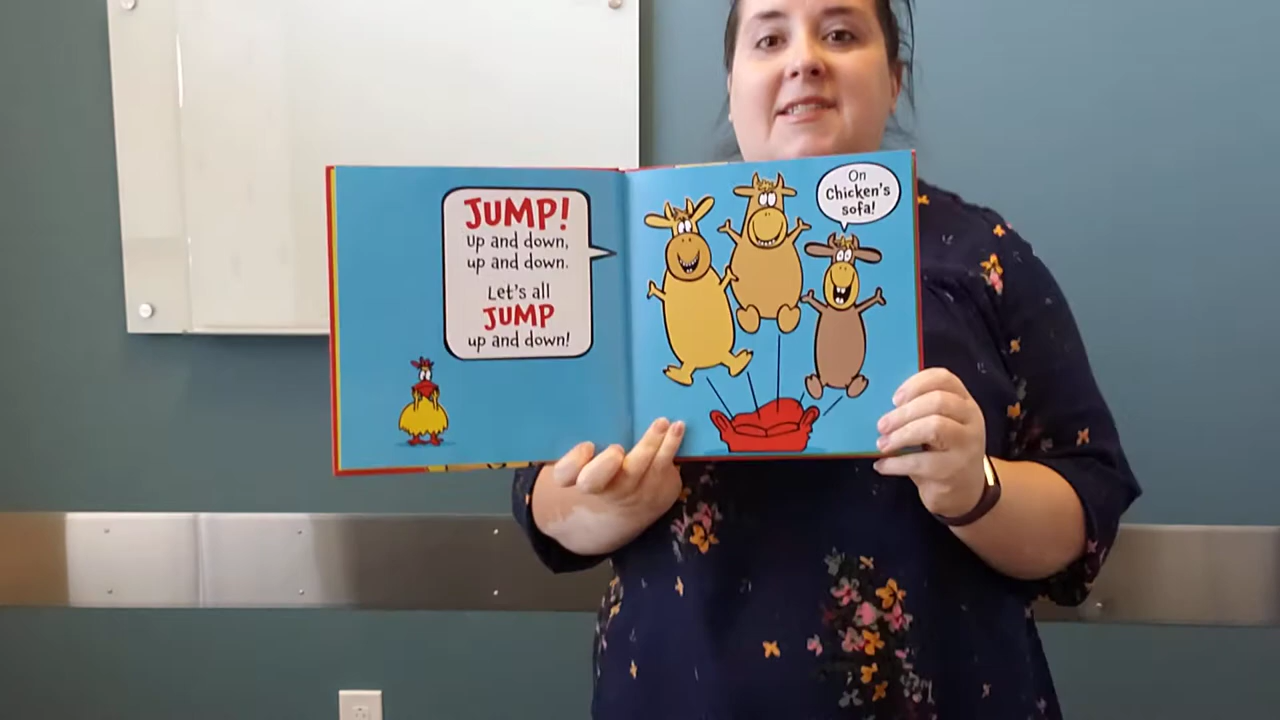 JUMP!
Up and down,
up and down.
Let's all
JUMP
up and down!
On
Chicken's
sofa!